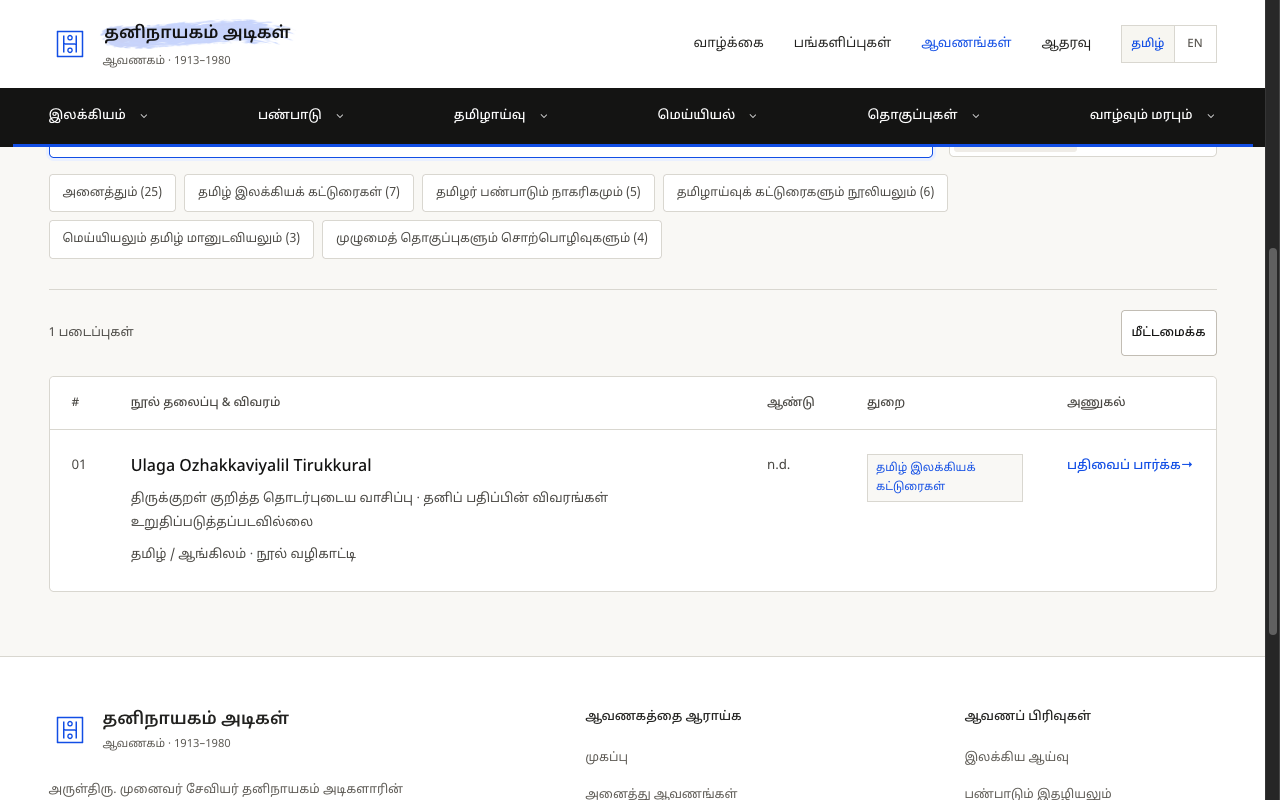 தனிநாயகம் அடிகள்
ஆவணகம் · 1913–1980
வாழ்க்கை பங்களிப்புகள் ஆவணங்கள் ஆதரவு தமிழ் EN
இலக்கியம் பண்பாடு தமிழாய்வு மெய்யியல் தொகுப்புகள் வாழ்வும் மரபும்
அனைத்தும் (25) தமிழ் இலக்கியக் கட்டுரைகள் (7) தமிழர் பண்பாடும் நாகரிகமும் (5) தமிழாய்வுக் கட்டுரைகளும் நூலியலும் (6)
மெய்யியலும் தமிழ் மானுடவியலும் (3) முழுமைத் தொகுப்புகளும் சொற்பொழிவுகளும் (4)
1 படைப்புகள் மீட்டமைக்க
# நூல் தலைப்பு & விவரம் ஆண்டு துறை அணுகல்
01 Ulaga Ozhakkaviyalil Tirukkural n.d. தமிழ் இலக்கியக் பதிவைப் பார்க்க→
கட்டுரைகள்
திருக்குறள் குறித்த தொடர்புடைய வாசிப்பு · தனிப் பதிப்பின் விவரங்கள்
உறுதிப்படுத்தப்படவில்லை
தமிழ் / ஆங்கிலம் · நூல் வழிகாட்டி
தனிநாயகம் அடிகள்
ஆவணகம் · 1913–1980
அருள்திரு. முனைவர் சேவியர் தனிநாயகம் அடிகளாரின்
ஆவணகத்தை ஆராய்க
முகப்பு
அனைத்து ஆவணங்கள்
ஆவணப் பிரிவுகள்
இலக்கிய ஆய்வு
பண்பாடும் இதழியலும்